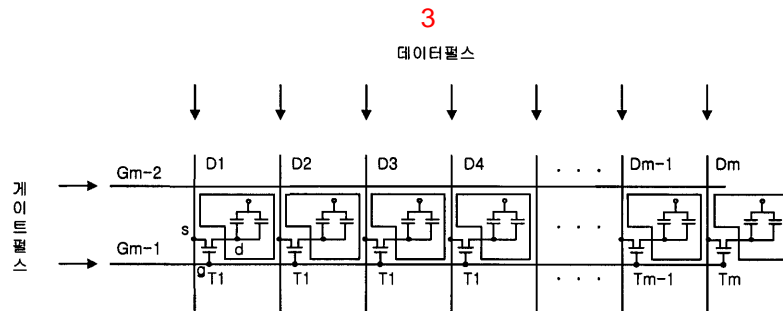 3
데이터펄스
D1 D2 D3 D4 · · · Dm-1 Dm
Gm-2
게이트펄스
s
Gm-1
d
g
T1 T1 T1 T1 · · · Tm-1 Tm